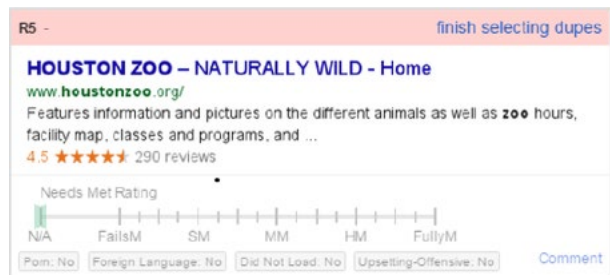 R5 - finish selecting dupes
HOUSTON ZOO – NATURALLY WILD - Home
www.houstonzoo.org/
Features information and pictures on the different animals as well as zoo hours,
facility map, classes and programs, and ...
4.5 ★★★★★ 290 reviews
Needs Met Rating
N/A FailsM SM MM HM FullyM
Porn: No Foreign Language: No Did Not Load: No Upsetting-Offensive: No Comment